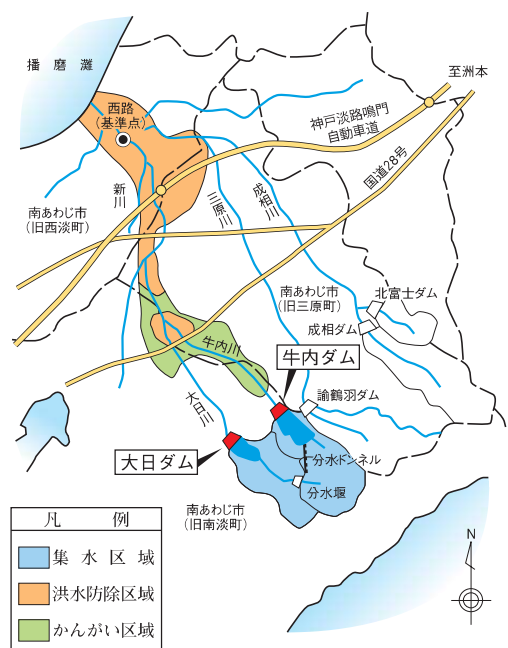 播磨灘
西路
(基準点)
至洲本
神戸淡路鳴門
自動車道
国道28号
新川
三原川
成相川
南あわじ市
(旧西淡町)
南あわじ市
(旧三原町)
北富士ダム
成相ダム
牛内川
牛内ダム
諭鶴羽ダム
大日川
大日ダム
分水トンネル
分水堰
南あわじ市
(旧南淡町)
凡例
集水区域
洪水防除区域
かんがい区域
N